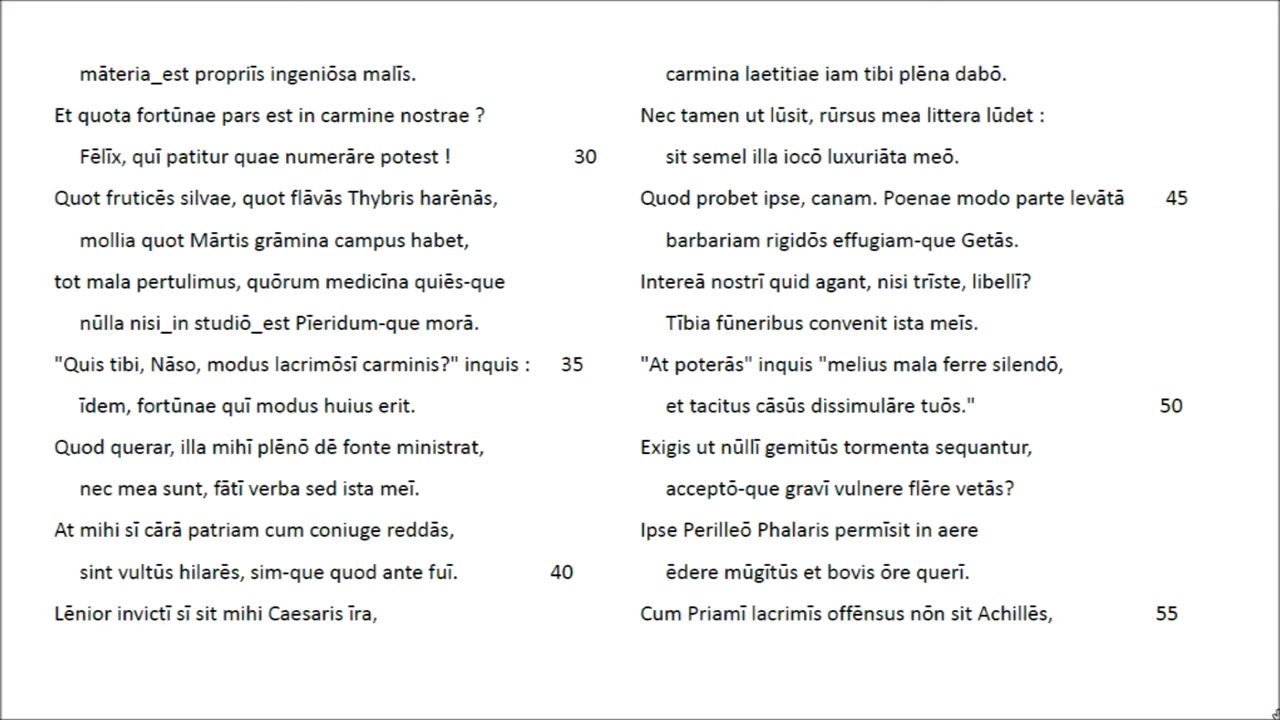 māteria_est propriīs ingeniōsa malīs.
Et quota fortūnae pars est in carmine nostrae ?
Fēlīx, quī patitur quae numerāre potest ! 30
Quot fruticēs silvae, quot flāvās Thybris harēnās,
mollia quot Mārtis grāmina campus habet,
tot mala pertulimus, quōrum medicīna quiēs-que
nūlla nisi_in studiō_est Pīeridum-que morā.
"Quis tibi, Nāso, modus lacrimōsī carminis?" inquis : 35
īdem, fortūnae quī modus huius erit.
Quod querar, illa mihī plēnō dē fonte ministrat,
nec mea sunt, fātī verba sed ista meī.
At mihi sī cārā patriam cum coniuge reddās,
sint vultūs hilarēs, sim-que quod ante fuī. 40
Lēnior invictī sī sit mihi Caesaris īra,
carmina laetitiae iam tibi plēna dabō.
Nec tamen ut lūsit, rūrsus mea littera lūdet :
sit semel illa iocō luxuriāta meō.
Quod probet ipse, canam. Poenae modo parte levātā 45
barbariam rigidōs effugiam-que Getās.
Intereā nostrī quid agant, nisi trīste, libellī?
Tībia fūneribus convenit ista meīs.
"At poterās" inquis "melius mala ferre silendō,
et tacitus cāsūs dissimulāre tuōs." 50
Exigis ut nūllī gemitūs tormenta sequantur,
acceptō-que gravī vulnere flēre vetās?
Ipse Perilleō Phalaris permīsit in aere
ēdere mūgītūs et bovis ōre querī.
Cum Priamī lacrimīs offēnsus nōn sit Achillēs, 55